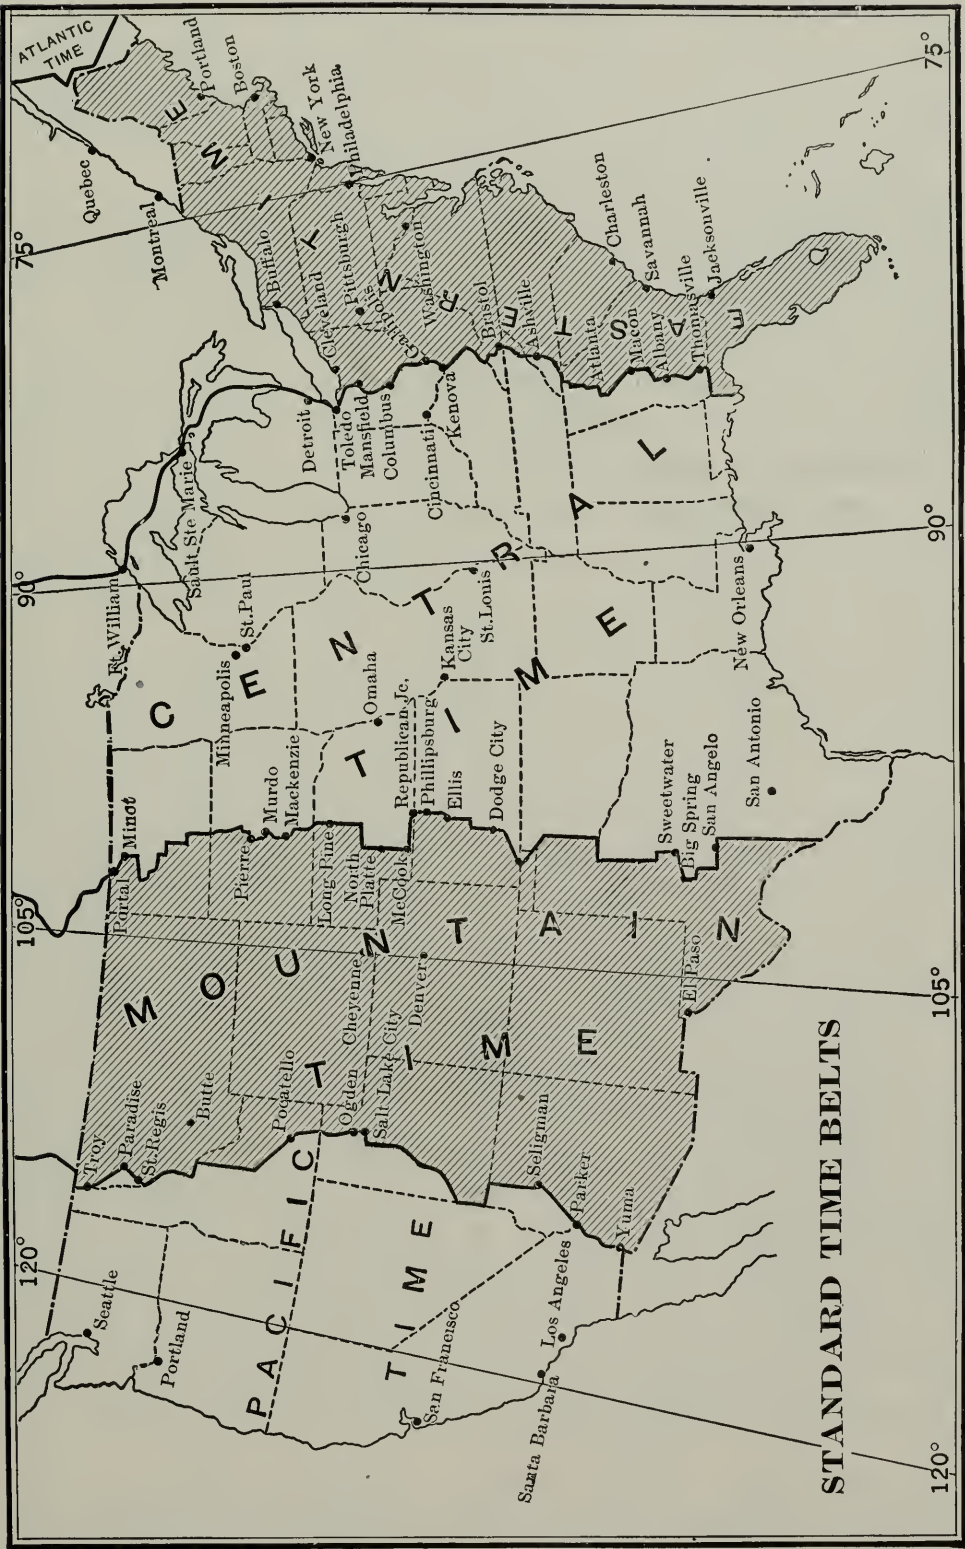 STANDARD TIME BELTS
PACIFIC
TIME
MOUNTAIN
TIME
CENTRAL
TIME
EASTERN
TIME
ATLANTIC
TIME
120°
105°
90°
75°
120°
105°
90°
75°
Seattle
Portland
San Francisco
Santa Barbara
Los Angeles
Troy
Paradise
St.Regis
Butte
Pocatello
Ogden
Salt Lake City
Seligman
Parker
Yuma
Cheyenne
Denver
El Paso
Portal
Minot
Pierre
Murdo
Mackenzie
Long Pine
North
Platte
McCook
Republican Jc.
Phillipsburg
Ellis
Dodge City
Sweetwater
Big Spring
San Angelo
San Antonio
Omaha
Kansas
City
Minneapolis
St.Paul
Ft. William
Sault Ste Marie
Chicago
St.Louis
New Orleans
Detroit
Toledo
Mansfield
Columbus
Cincinnati
Kenova
Cleveland
Buffalo
Pittsburgh
Gallipolis
Washington
Bristol
Ashville
Atlanta
Macon
Albany
Thomasville
Jacksonville
Savannah
Charleston
Philadelphia
New York
Boston
Portland
Montreal
Quebec